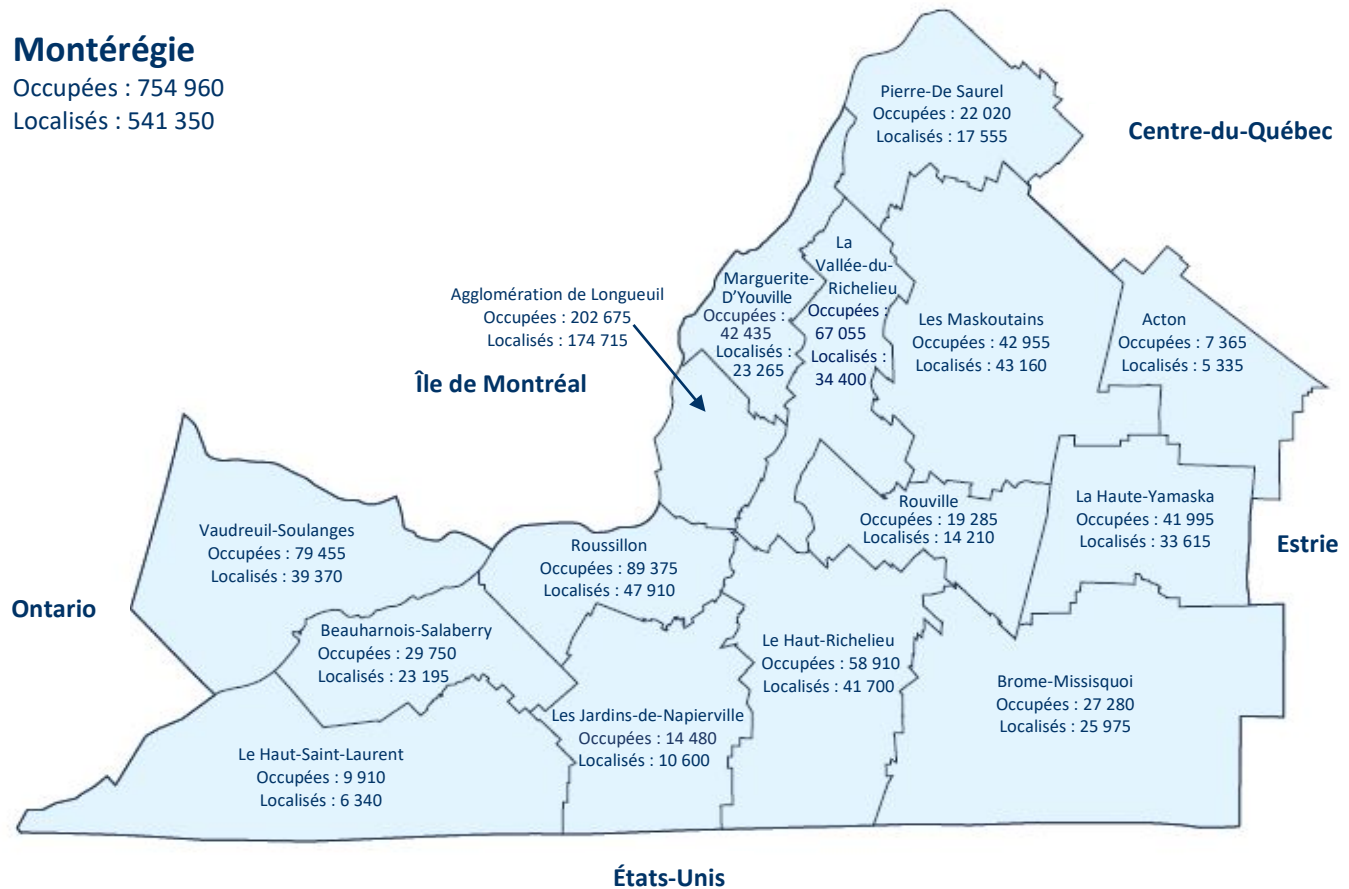 Montérégie
Occupées : 754 960
Localisés : 541 350
Pierre-De Saurel
Occupées : 22 020
Localisés : 17 555
Centre-du-Québec
La
Vallée-du-
Richelieu
Occupées :
67 055
Localisés :
34 400
Marguerite-
D'Youville
Occupées :
42 435
Localisés :
23 265
Agglomération de Longueuil
Occupées : 202 675
Localisés : 174 715
Les Maskoutains
Occupées : 42 955
Localisés : 43 160
Acton
Occupées : 7 365
Localisés : 5 335
Île de Montréal
Rouville
Occupées : 19 285
Localisés : 14 210
La Haute-Yamaska
Occupées : 41 995
Localisés : 33 615
Estrie
Vaudreuil-Soulanges
Occupées : 79 455
Localisés : 39 370
Roussillon
Occupées : 89 375
Localisés : 47 910
Ontario
Beauharnois-Salaberry
Occupées : 29 750
Localisés : 23 195
Le Haut-Richelieu
Occupées : 58 910
Localisés : 41 700
Brome-Missisquoi
Occupées : 27 280
Localisés : 25 975
Les Jardins-de-Napierville
Occupées : 14 480
Localisés : 10 600
Le Haut-Saint-Laurent
Occupées : 9 910
Localisés : 6 340
États-Unis